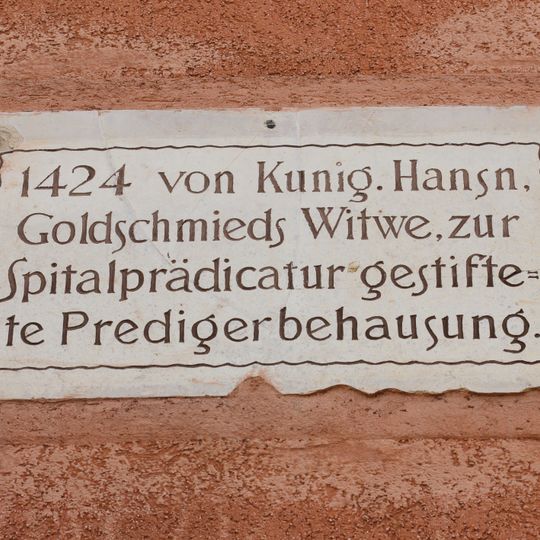 1424 von Kunig. Hansn,
Goldschmieds Witwe, zur
Spitalprädicatur gestifte=
te Predigerbehausung.